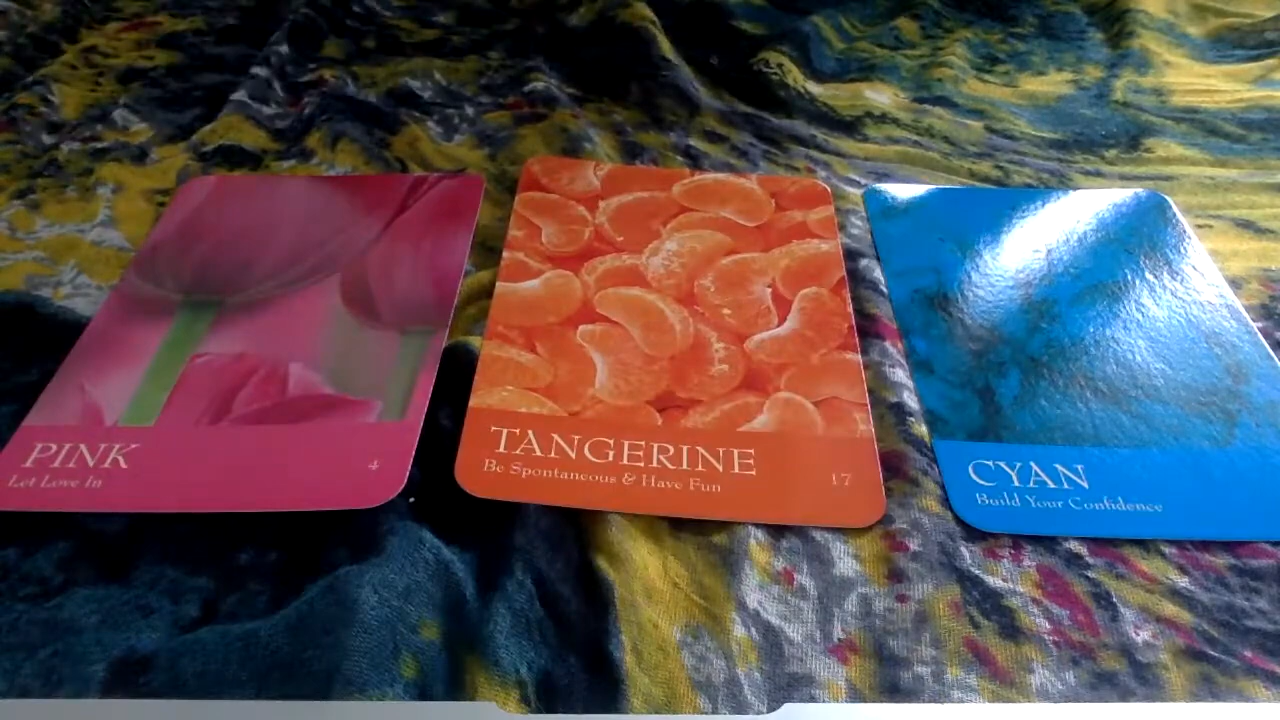 PINK
Let Love In
4
TANGERINE
Be Spontaneous & Have Fun
17
CYAN
Build Your Confidence